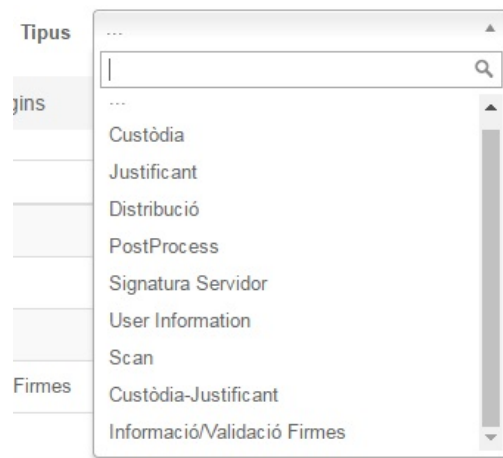 Tipus ...
...
gins
Custòdia
Justificant
Distribució
PostProcess
Signatura Servidor
User Information
Scan
Firmes
Custòdia-Justificant
Informació/Validació Firmes